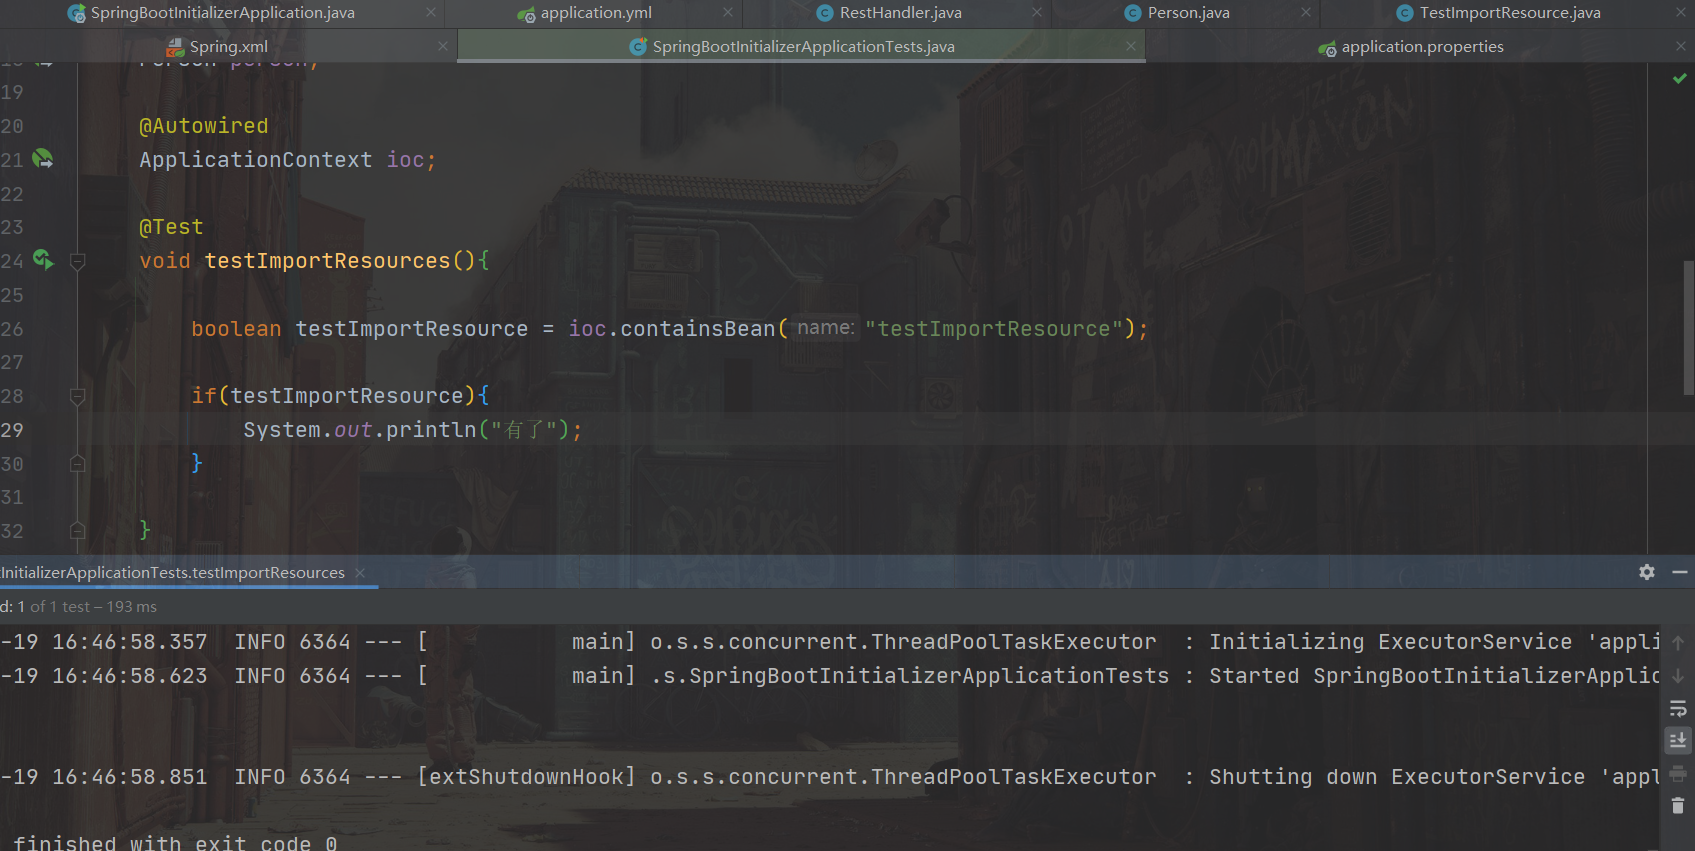 SpringBootInitializerApplication.java application.yml RestHandler.java Person.java TestImportResource.java
Spring.xml SpringBootInitializerApplicationTests.java application.properties
18 Person person;
19
20 @Autowired
21 ApplicationContext ioc;
22
23 @Test
24 void testImportResources(){
25
26 boolean testImportResource = ioc.containsBean( name: "testImportResource");
27
28 if(testImportResource){
29 System.out.println("有了");
30 }
31
32 }
InitializerApplicationTests.testImportResources
d: 1 of 1 test – 193 ms
-19 16:46:58.357 INFO 6364 --- [ main] o.s.s.concurrent.ThreadPoolTaskExecutor : Initializing ExecutorService 'appli
-19 16:46:58.623 INFO 6364 --- [ main] .s.SpringBootInitializerApplicationTests : Started SpringBootInitializerApplic
-19 16:46:58.851 INFO 6364 --- [extShutdownHook] o.s.s.concurrent.ThreadPoolTaskExecutor : Shutting down ExecutorService 'appl
finished with exit code 0